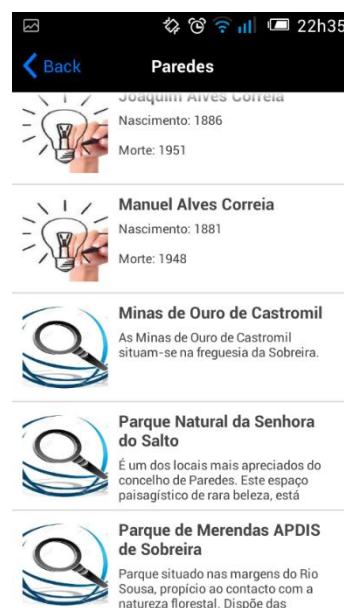 22h35
Back
Paredes
Joaquim Alves Correia
Nascimento: 1886
Morte: 1951
Manuel Alves Correia
Nascimento: 1881
Morte: 1948
Minas de Ouro de Castromil
As Minas de Ouro de Castromil
situam-se na freguesia da Sobreira.
Parque Natural da Senhora
do Salto
É um dos locais mais apreciados do
concelho de Paredes. Este espaço
paisagístico de rara beleza, está
Parque de Merendas APDIS
de Sobreira
Parque situado nas margens do Rio
Sousa, propício ao contacto com a
natureza florestal. Dispõe das